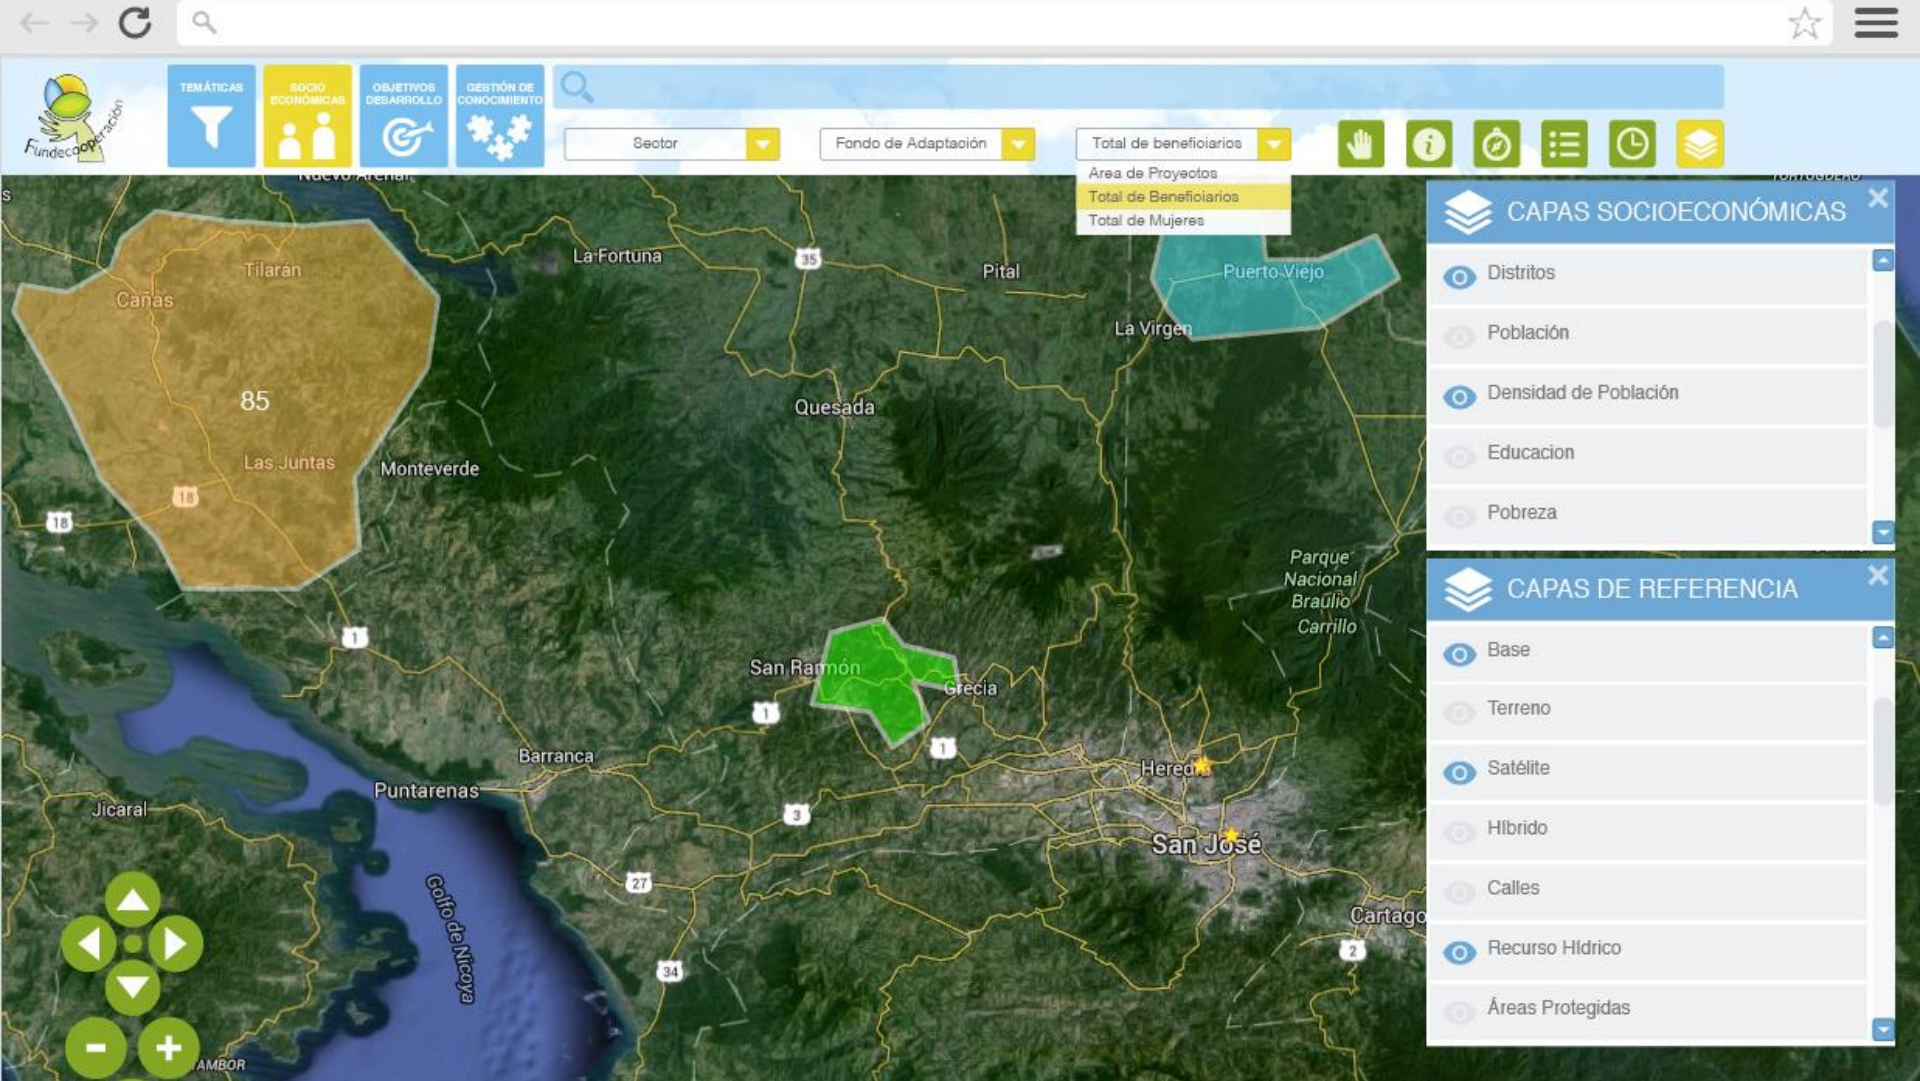 Fundecooperación
TEMÁTICAS
SOCIO
ECONÓMICAS
OBJETIVOS
DESARROLLO
GESTIÓN DE
CONOCIMIENTO
Sector
Fondo de Adaptación
Total de beneficiarios
Area de Proyectos
Total de Beneficiarios
Total de Mujeres
Nuevo Arenal
La Fortuna
35
Pital
Puerto Viejo
La Virgen
Tilarán
Cañas
85
Las Juntas
18
18
Monteverde
Quesada
Parque
Nacional
Braulio
Carrillo
1
San Ramón
Grecia
1
1
Barranca
Heredia
Puntarenas
Jicaral
3
San José
27
Golfo de Nicoya
Cartago
2
34
TAMBOR
CAPAS SOCIOECONÓMICAS
Distritos
Población
Densidad de Población
Educacion
Pobreza
CAPAS DE REFERENCIA
Base
Terreno
Satélite
Híbrido
Calles
Recurso Hídrico
Áreas Protegidas